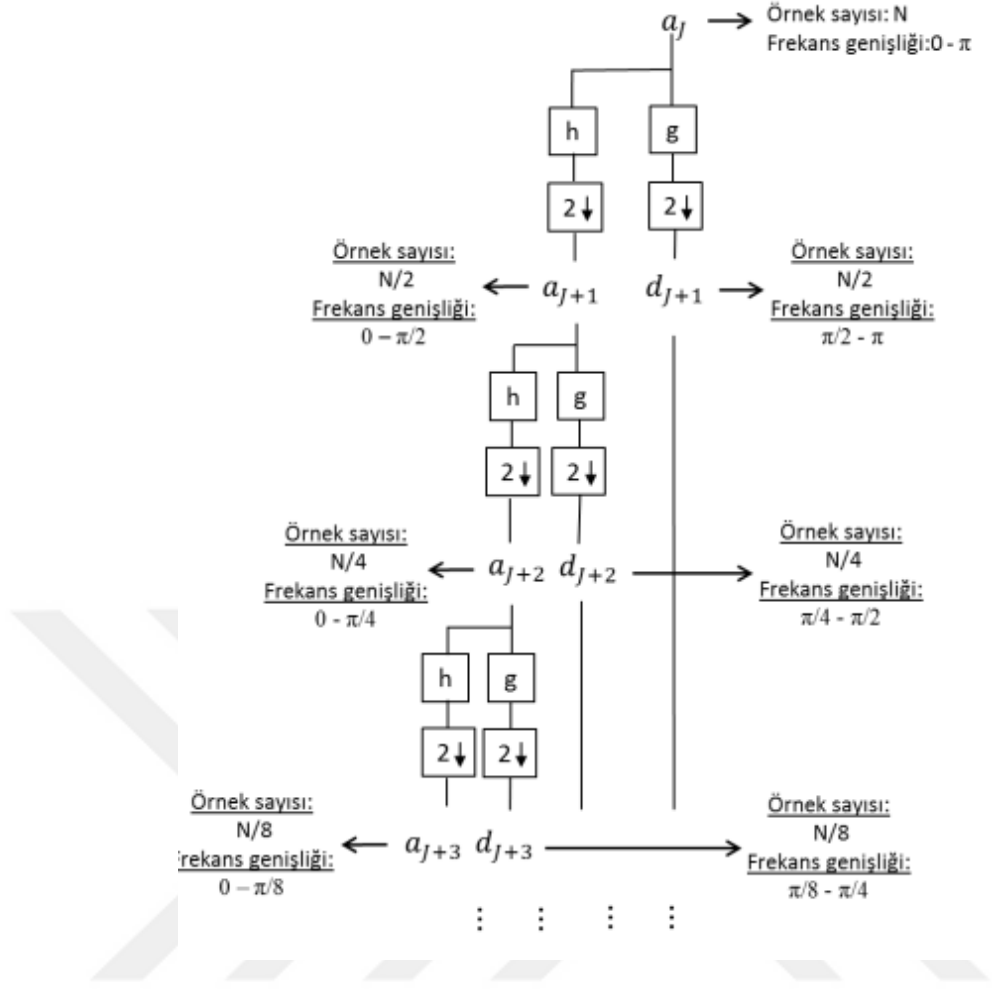 a_J
Örnek sayısı: N
Frekans genişliği:0 - π
h
g
2↓
2↓
Örnek sayısı:
N/2
Frekans genişliği:
0 – π/2
a_{J+1}
d_{J+1}
Örnek sayısı:
N/2
Frekans genişliği:
π/2 - π
h
g
2↓
2↓
Örnek sayısı:
N/4
Frekans genişliği:
0 - π/4
a_{J+2}
d_{J+2}
Örnek sayısı:
N/4
Frekans genişliği:
π/4 - π/2
h
g
2↓
2↓
Örnek sayısı:
N/8
Frekans genişliği:
0 – π/8
a_{J+3}
d_{J+3}
Örnek sayısı:
N/8
Frekans genişliği:
π/8 - π/4